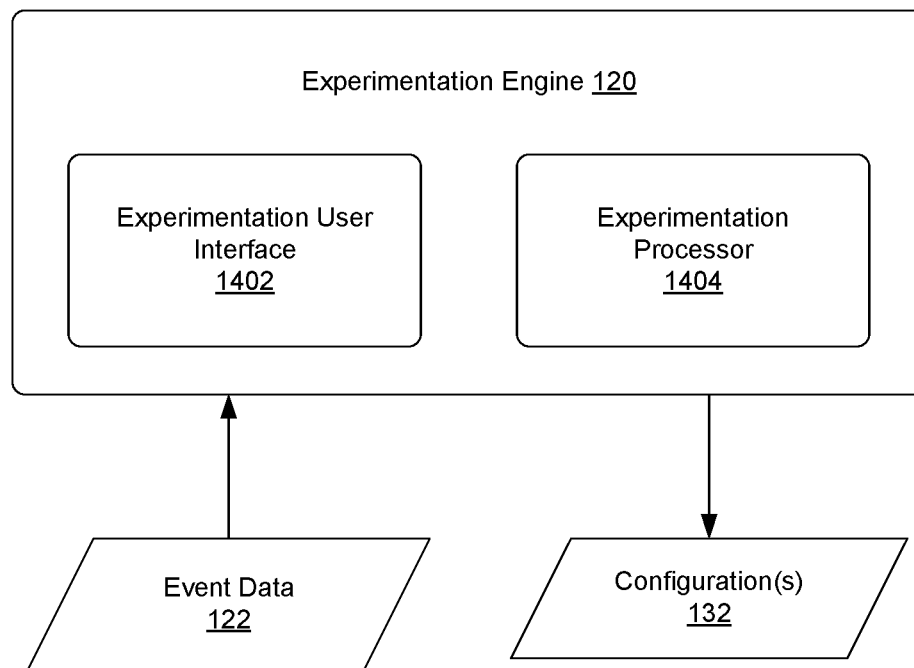 Experimentation Engine 120
Experimentation User
Interface
1402
Experimentation
Processor
1404
Event Data
122
Configuration(s)
132